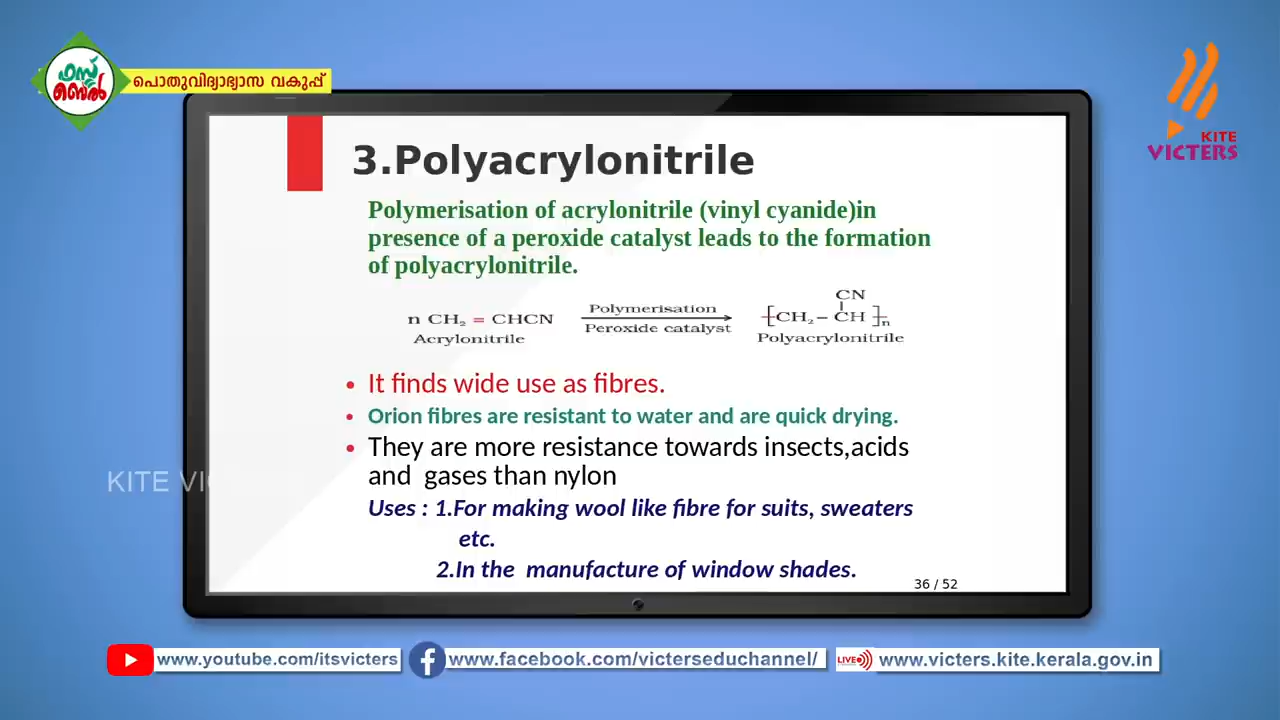 ഫസ്റ്റ്
ബെൽ
പൊതുവിദ്യാഭ്യാസ വകുപ്പ്
KITE
VICTERS
3.Polyacrylonitrile
Polymerisation of acrylonitrile (vinyl cyanide)in
presence of a peroxide catalyst leads to the formation
of polyacrylonitrile.
CN
n CH₂ = CHCN Polymerisation [CH₂ – CH ]n
Peroxide catalyst
Acrylonitrile Polyacrylonitrile
• It finds wide use as fibres.
• Orion fibres are resistant to water and are quick drying.
• They are more resistance towards insects,acids
and gases than nylon
KITE VIC
Uses : 1.For making wool like fibre for suits, sweaters
etc.
2.In the manufacture of window shades.
36 / 52
www.youtube.com/itsvicters
www.facebook.com/victerseduchannel/
LIVE www.victers.kite.kerala.gov.in